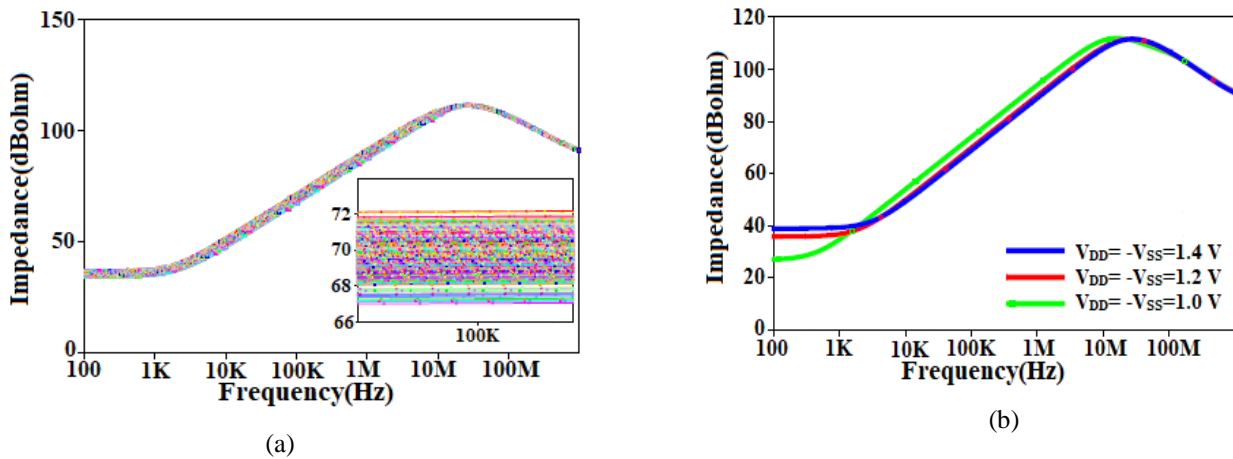 150
100
50
0
Impedance(dBohm)
72
70
68
66
100K
100 1K 10K 100K 1M 10M 100M
Frequency(Hz)
(a)
120
100
80
60
40
20
0
Impedance(dBohm)
VDD= -VSS=1.4 V
VDD= -VSS=1.2 V
VDD= -VSS=1.0 V
100 1K 10K 100K 1M 10M 100M
Frequency(Hz)
(b)